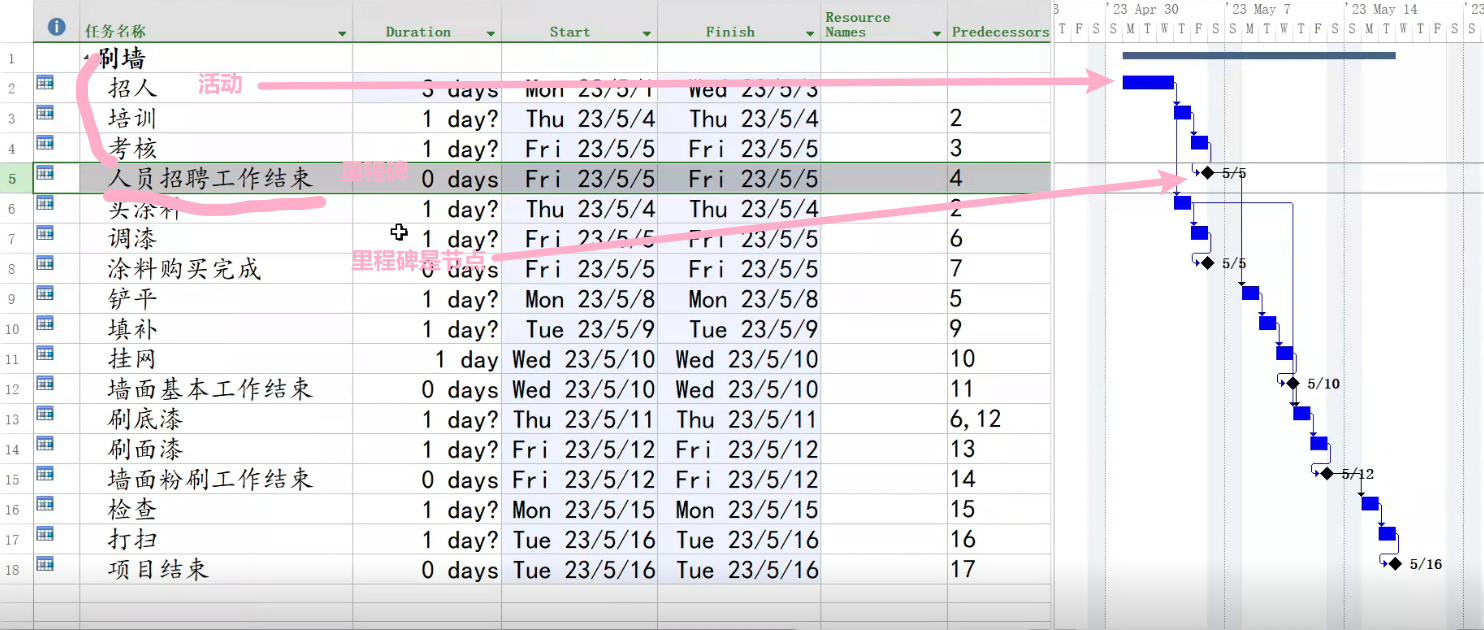 任务名称 Duration Start Finish Resource Names Predecessors
'23 Apr 30 '23 May 7 '23 May 14 '23
T F S S M T W T F S S M T W T F S S M T W T F S S
1 刷墙
2 招人 3 days Mon 23/5/1 Wed 23/5/3
活动
3 培训 1 day? Thu 23/5/4 Thu 23/5/4 2
4 考核 1 day? Fri 23/5/5 Fri 23/5/5 3
5 人员招聘工作结束 0 days Fri 23/5/5 Fri 23/5/5 4 5/5
里程碑
6 买涂料 1 day? Thu 23/5/4 Thu 23/5/4 2
7 调漆 1 day? Fri 23/5/5 Fri 23/5/5 6
里程碑是节点
8 涂料购买完成 0 days Fri 23/5/5 Fri 23/5/5 7 5/5
9 铲平 1 day? Mon 23/5/8 Mon 23/5/8 5
10 填补 1 day? Tue 23/5/9 Tue 23/5/9 9
11 挂网 1 day Wed 23/5/10 Wed 23/5/10 10
12 墙面基本工作结束 0 days Wed 23/5/10 Wed 23/5/10 11 5/10
13 刷底漆 1 day? Thu 23/5/11 Thu 23/5/11 6,12
14 刷面漆 1 day? Fri 23/5/12 Fri 23/5/12 13
15 墙面粉刷工作结束 0 days Fri 23/5/12 Fri 23/5/12 14 5/12
16 检查 1 day? Mon 23/5/15 Mon 23/5/15 15
17 打扫 1 day? Tue 23/5/16 Tue 23/5/16 16
18 项目结束 0 days Tue 23/5/16 Tue 23/5/16 17 5/16